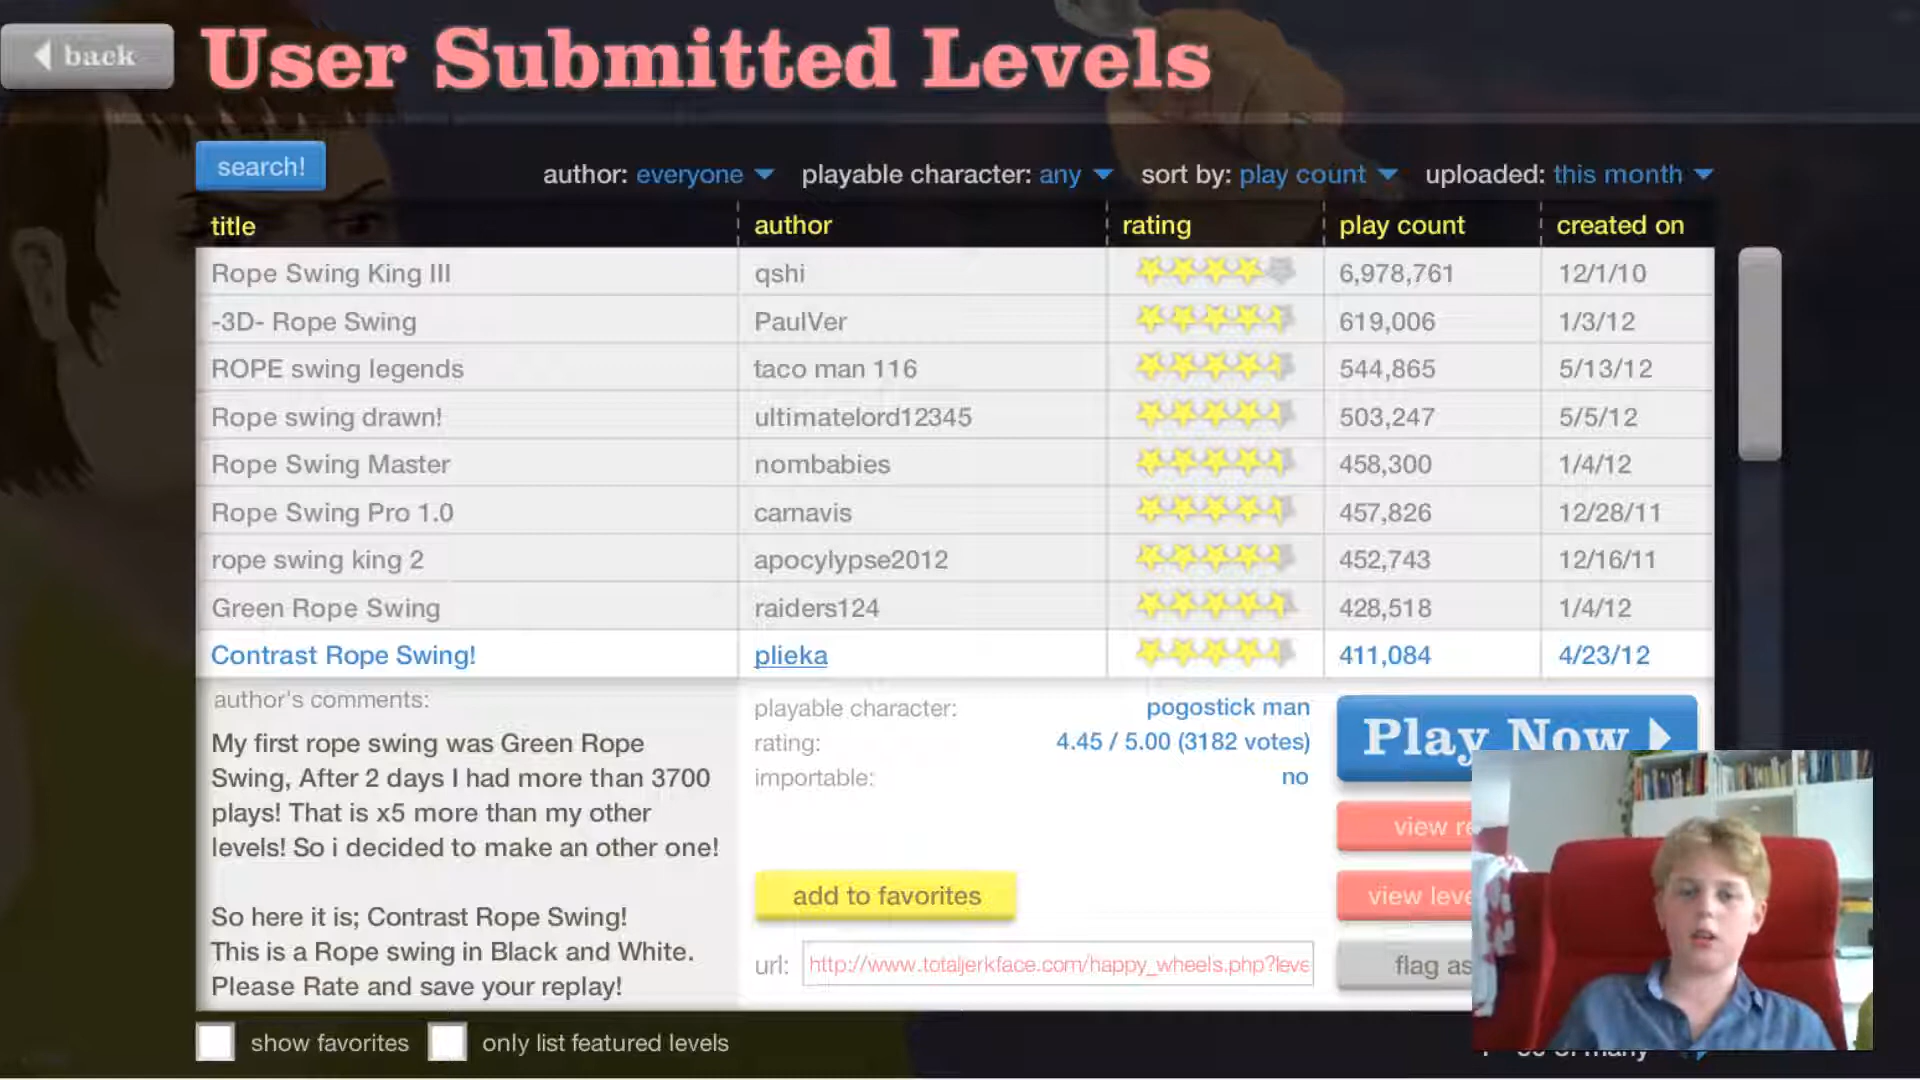 back
User Submitted Levels
search!
author: everyone
playable character: any
sort by: play count
uploaded: this month
title author rating play count created on
Rope Swing King III qshi 6,978,761 12/1/10
-3D- Rope Swing PaulVer 619,006 1/3/12
ROPE swing legends taco man 116 544,865 5/13/12
Rope swing drawn! ultimatelord12345 503,247 5/5/12
Rope Swing Master nombabies 458,300 1/4/12
Rope Swing Pro 1.0 carnavis 457,826 12/28/11
rope swing king 2 apocylypse2012 452,743 12/16/11
Green Rope Swing raiders124 428,518 1/4/12
Contrast Rope Swing! plieka 411,084 4/23/12
author's comments:
My first rope swing was Green Rope
Swing, After 2 days I had more than 3700
plays! That is x5 more than my other
levels! So i decided to make an other one!
So here it is; Contrast Rope Swing!
This is a Rope swing in Black and White.
Please Rate and save your replay!
playable character: pogostick man
rating: 4.45 / 5.00 (3182 votes)
importable: no
add to favorites
url: http://www.totaljerkface.com/happy_wheels.php?leve
Play Now
view re
view leve
flag as
show favorites
only list featured levels